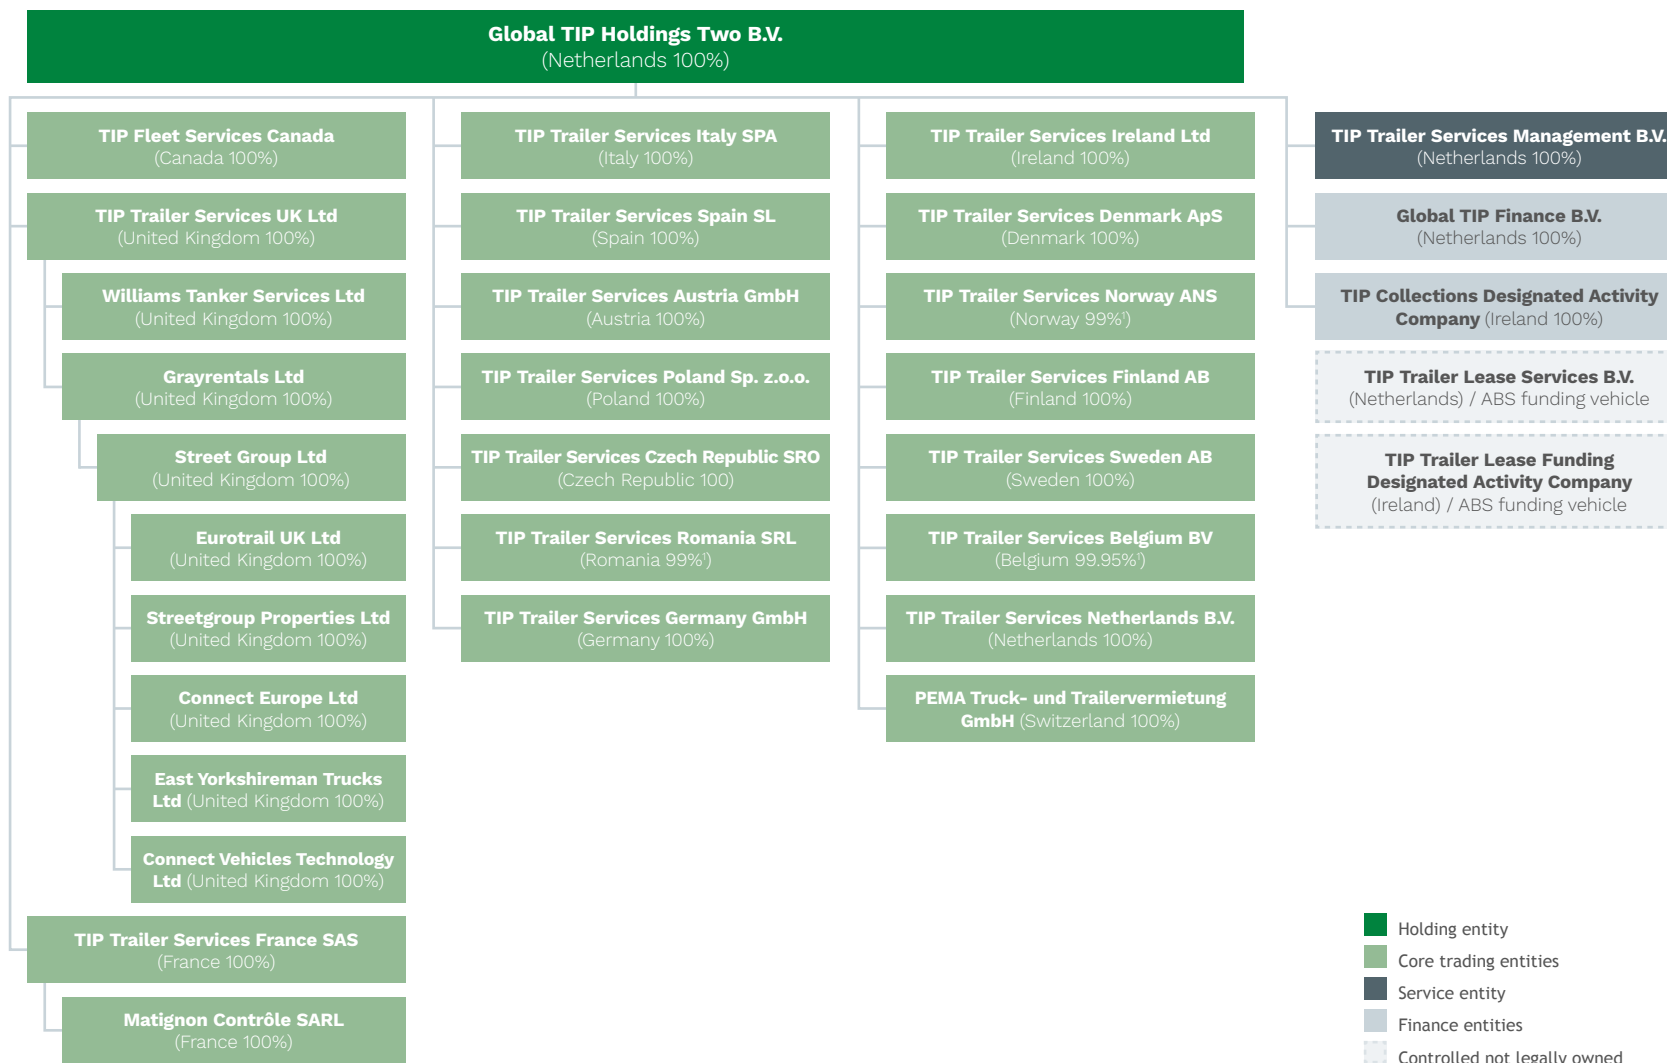 Global TIP Holdings Two B.V.
(Netherlands 100%)
TIP Fleet Services Canada
(Canada 100%)
TIP Trailer Services UK Ltd
(United Kingdom 100%)
Williams Tanker Services Ltd
(United Kingdom 100%)
Grayrentals Ltd
(United Kingdom 100%)
Street Group Ltd
(United Kingdom 100%)
Eurotrail UK Ltd
(United Kingdom 100%)
Streetgroup Properties Ltd
(United Kingdom 100%)
Connect Europe Ltd
(United Kingdom 100%)
East Yorkshireman Trucks
Ltd (United Kingdom 100%)
Connect Vehicles Technology
Ltd (United Kingdom 100%)
TIP Trailer Services France SAS
(France 100%)
Matignon Contrôle SARL
(France 100%)
TIP Trailer Services Italy SPA
(Italy 100%)
TIP Trailer Services Spain SL
(Spain 100%)
TIP Trailer Services Austria GmbH
(Austria 100%)
TIP Trailer Services Poland Sp. z.o.o.
(Poland 100%)
TIP Trailer Services Czech Republic SRO
(Czech Republic 100)
TIP Trailer Services Romania SRL
(Romania 99%¹)
TIP Trailer Services Germany GmbH
(Germany 100%)
TIP Trailer Services Ireland Ltd
(Ireland 100%)
TIP Trailer Services Denmark ApS
(Denmark 100%)
TIP Trailer Services Norway ANS
(Norway 99%¹)
TIP Trailer Services Finland AB
(Finland 100%)
TIP Trailer Services Sweden AB
(Sweden 100%)
TIP Trailer Services Belgium BV
(Belgium 99.95%¹)
TIP Trailer Services Netherlands B.V.
(Netherlands 100%)
PEMA Truck- und Trailervermietung
GmbH (Switzerland 100%)
TIP Trailer Services Management B.V.
(Netherlands 100%)
Global TIP Finance B.V.
(Netherlands 100%)
TIP Collections Designated Activity
Company (Ireland 100%)
TIP Trailer Lease Services B.V.
(Netherlands) / ABS funding vehicle
TIP Trailer Lease Funding
Designated Activity Company
(Ireland) / ABS funding vehicle
Holding entity
Core trading entities
Service entity
Finance entities
Controlled not legally owned